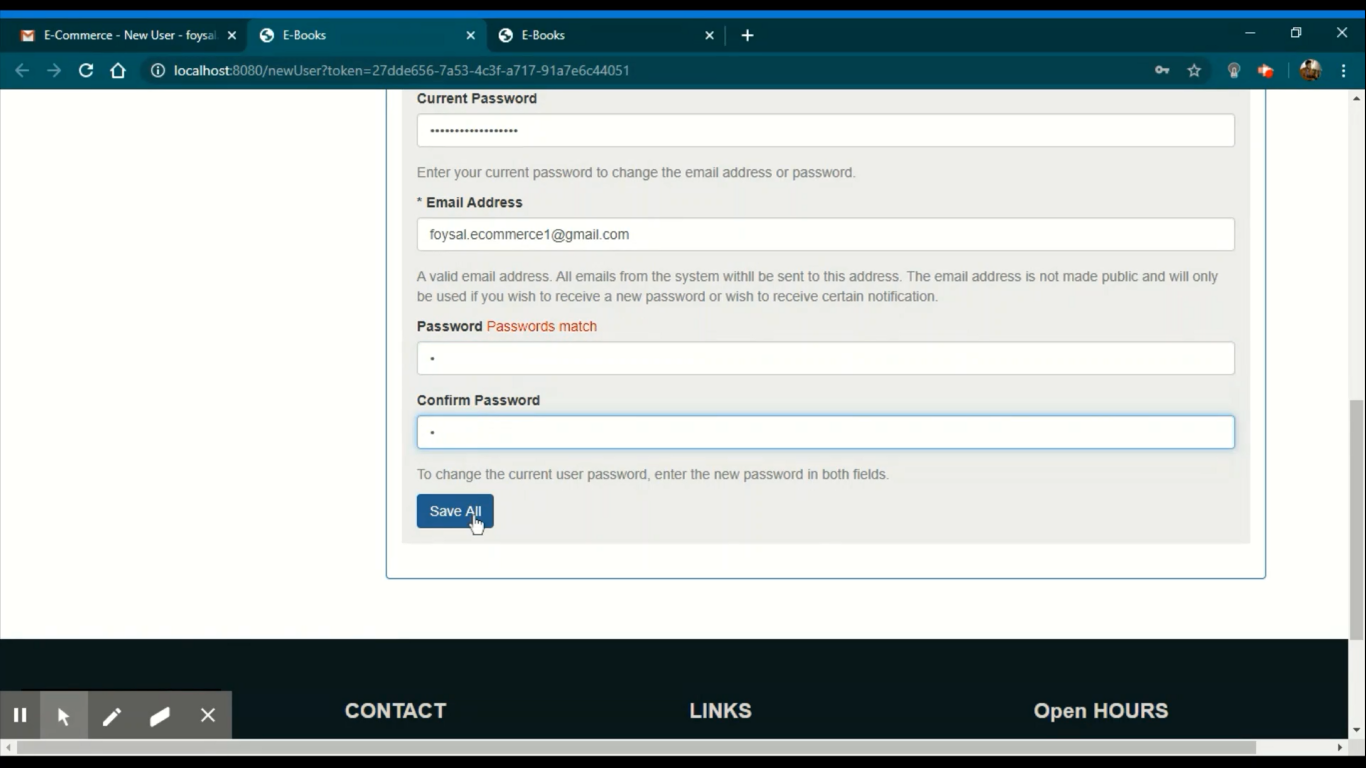 E-Commerce - New User - foysal
E-Books
E-Books
localhost:8080/newUser?token=27dde656-7a53-4c3f-a717-91a7e6c44051
Current Password
••••••••••••••••••
Enter your current password to change the email address or password.
* Email Address
foysal.ecommerce1@gmail.com
A valid email address. All emails from the system withll be sent to this address. The email address is not made public and will only
be used if you wish to receive a new password or wish to receive certain notification.
Password Passwords match
•
Confirm Password
•
To change the current user password, enter the new password in both fields.
Save All
CONTACT
LINKS
Open HOURS